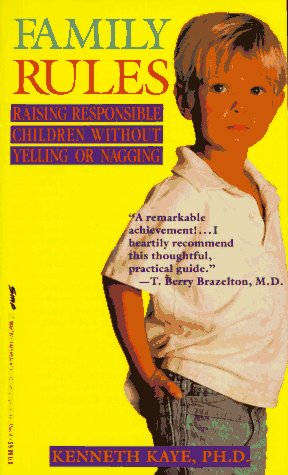 FAMILY
RULES
RAISING RESPONSIBLE
CHILDREN WITHOUT
YELLING OR NAGGING
“A remarkable
achievement!...I
heartily recommend
this thoughtful,
practical guide.”
—T. Berry Brazelton, M.D.
KENNETH KAYE, PH.D.